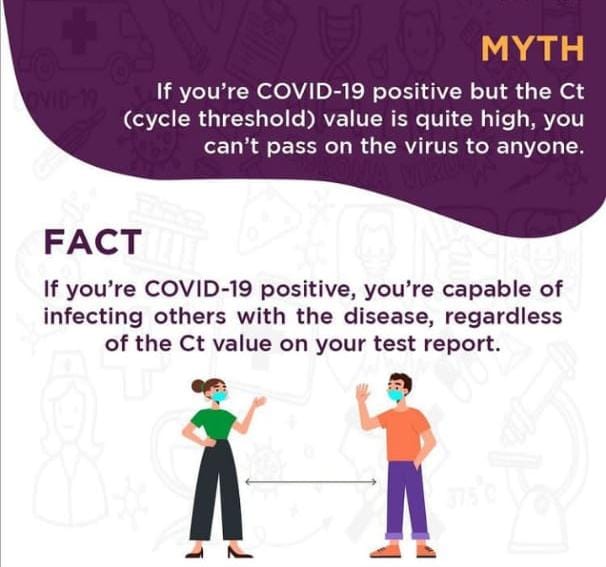 MYTH
If you're COVID-19 positive but the Ct
(cycle threshold) value is quite high, you
can't pass on the virus to anyone.
FACT
If you're COVID-19 positive, you're capable of
infecting others with the disease, regardless
of the Ct value on your test report.
37.5°C